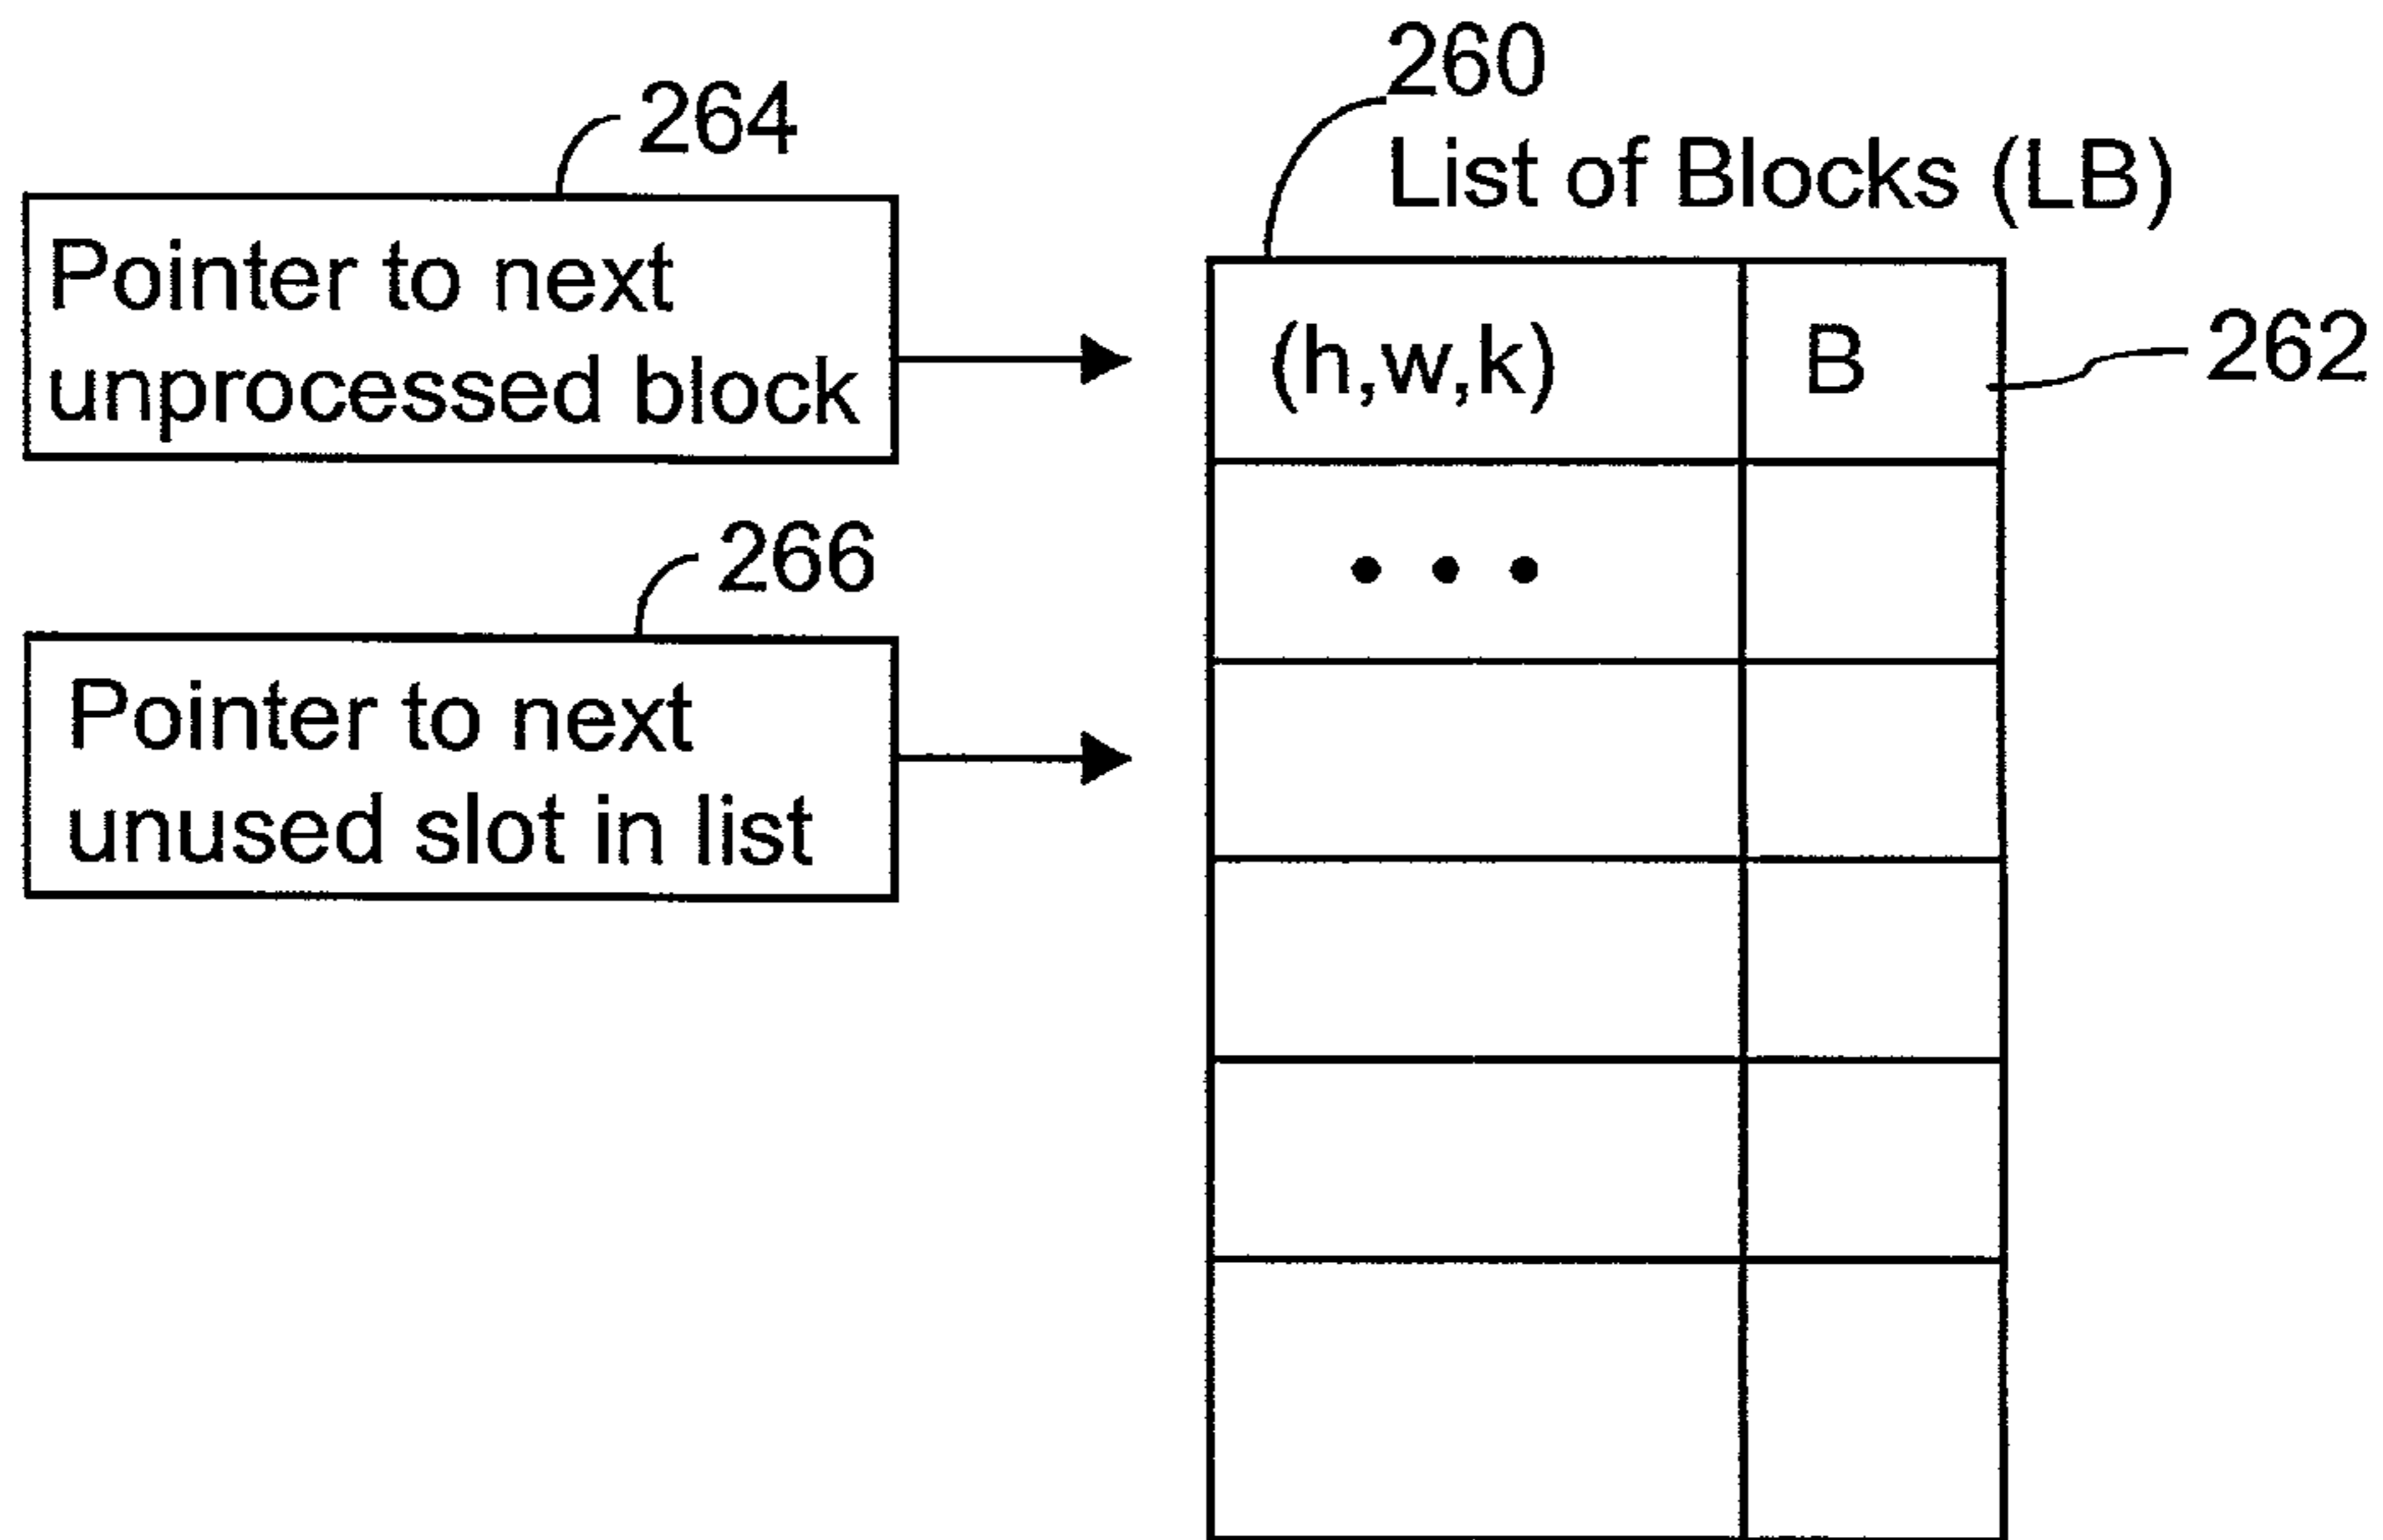 264
Pointer to next
unprocessed block
266
Pointer to next
unused slot in list
260
List of Blocks (LB)
(h,w,k) B
• • •
262